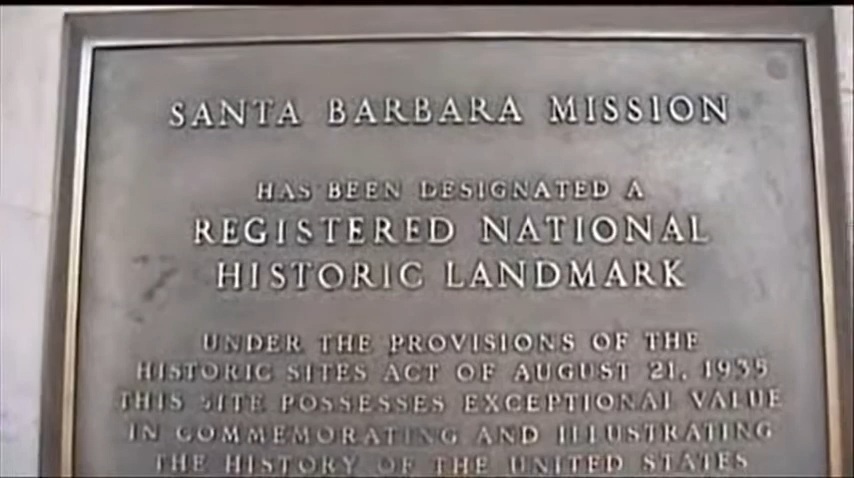 SANTA BARBARA MISSION
HAS BEEN DESIGNATED A
REGISTERED NATIONAL
HISTORIC LANDMARK
UNDER THE PROVISIONS OF THE
HISTORIC SITES ACT OF AUGUST 21, 1935
THIS SITE POSSESSES EXCEPTIONAL VALUE
IN COMMEMORATING AND ILLUSTRATING
THE HISTORY OF THE UNITED STATES